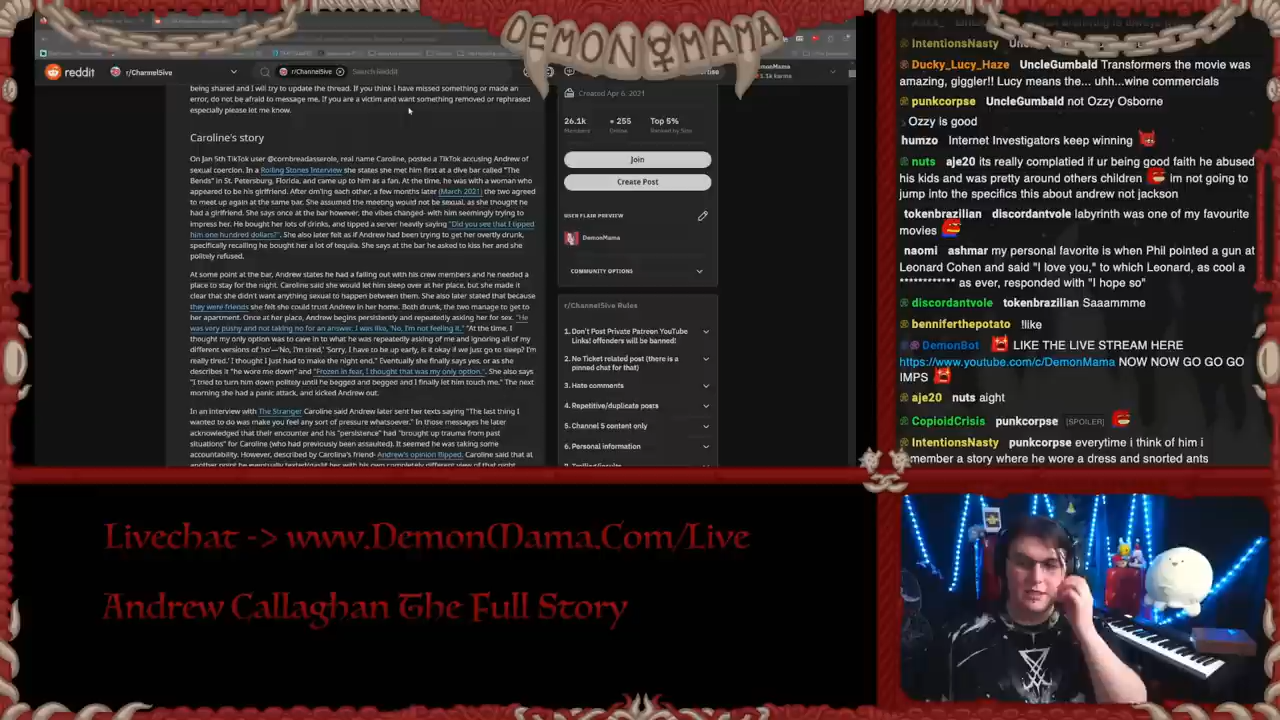 DEMON MAMA
reddit
r/Channel5ive
r/Channel5ive
Search Reddit
DemonMama
being shared and I will try to update the thread. If you think I have missed something or made an
error, do not be afraid to message me. If you are a victim and want something removed or rephrased
especially please let me know.
Caroline's story
On Jan 5th TikTok user @cornbreadasserole, real name Caroline, posted a TikTok accusing Andrew of
sexual coercion. In a Rolling Stones Interview she states she met him first at a dive bar called "The
Bends" in St. Petersburg, Florida, and came up to him as a fan. At the time, he was with a woman who
appeared to be his girlfriend. After dm'ing each other, a few months later (March 2021) the two agreed
to meet up again at the same bar. She assumed the meeting would not be sexual, as she thought he
had a girlfriend. She says once at the bar however, the vibes changed- with him seemingly trying to
impress her. He bought her lots of drinks, and tipped a server heavily saying "Did you see that I tipped
him one hundred dollars?". She also later felt as if Andrew had been trying to get her overtly drunk,
specifically recalling he bought her a lot of tequila. She says at the bar he asked to kiss her and she
politely refused.
At some point at the bar, Andrew states he had a falling out with his crew members and he needed a
place to stay for the night. Caroline said she would let him sleep over at her place, but she made it
clear that she didn't want anything sexual to happen between them. She also later stated that because
they were friends she felt she could trust Andrew in her home. Both drunk, the two manage to get to
her apartment. Once at her place, Andrew begins persistently and repeatedly asking her for sex. "He
was very pushy and not taking no for an answer. I was like, 'No, I'm not feeling it.'" "At the time, I
thought my only option was to cave in to what he was repeatedly asking of me and ignoring all of my
different versions of 'no'—'No, I'm tired,' 'Sorry, I have to be up early, is it okay if we just go to sleep? I'm
really tired.' I thought I just had to make the night end." Eventually she finally says yes, or as she
describes it "he wore me down" and "Frozen in fear, I thought that was my only option.". She also says
"I tried to turn him down politely until he begged and begged and I finally let him touch me." The next
morning she had a panic attack, and kicked Andrew out.
In an interview with The Stranger Caroline said Andrew later sent her texts saying "The last thing I
wanted to do was make you feel any sort of pressure whatsoever." In those messages he later
acknowledged that their encounter and his "persistence" had "brought up trauma from past
situations" for Caroline (who had previously been assaulted). It seemed he was taking some
accountability. However, described by Carolina's friend- Andrew's opinion flipped. Caroline said that at
Created Apr 6, 2021
26.1k
Members
255
Online
Top 5%
Ranked by Size
Join
Create Post
USER FLAIR PREVIEW
DemonMama
COMMUNITY OPTIONS
r/Channel5ive Rules
1. Don't Post Private Patreon YouTube
Links! offenders will be banned!
2. No Ticket related post (there is a
pinned chat for that)
3. Hate comments
4. Repetitive/duplicate posts
5. Channel 5 content only
6. Personal information
IntentionsNasty
Ducky_Lucy_Haze UncleGumbald Transformers the movie was
amazing, giggler!! Lucy means the... uh...wine commercials
punkcorpse UncleGumbald not Ozzy Osborne
Ozzy is good
humzo Internet Investigators keep winning
nuts aje20 its really complatied if ur being good faith he abused
his kids and was pretty around others children im not going to
jump into the specifics this about andrew not jackson
tokenbrazilian discordantvole labyrinth was one of my favorite
movies
naomi ashmar my personal favorite is when Phil pointed a gun at
Leonard Cohen and said "I love you," to which Leonard, as cool a
************ as ever, responded with "I hope so"
discordantvole tokenbrazilian Saaammme
benniferthepotato !like
DemonBot LIKE THE LIVE STREAM HERE
https://www.youtube.com/c/DemonMama NOW NOW GO GO GO
IMPS
aje20 nuts aight
CopioidCrisis punkcorpse [SPOILER]
IntentionsNasty punkcorpse everytime i think of him i
member a story where he wore a dress and snorted ants
Livechat -> www.DemonMama.Com/Live
Andrew Callaghan The Full Story